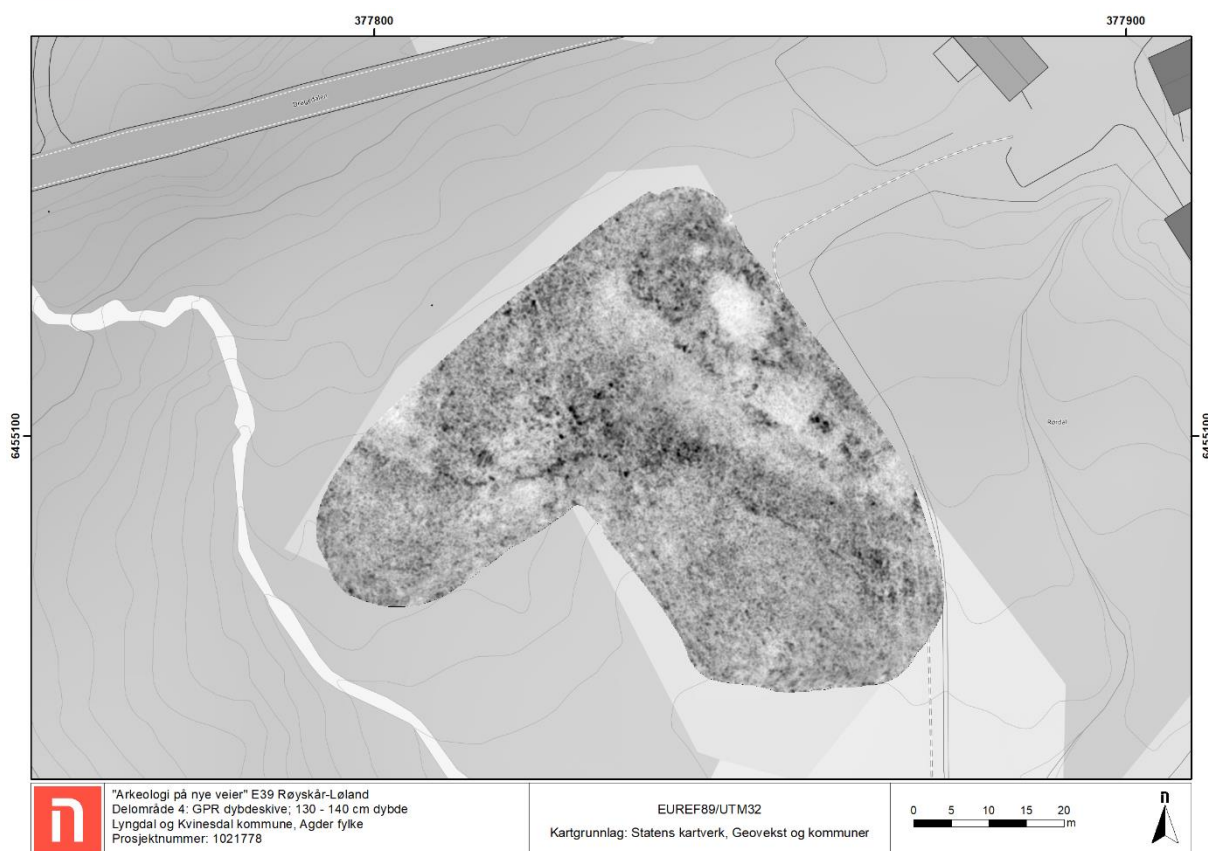 377800
377900
Drøgedalen
6455100
6455100
Rørdal
"Arkeologi på nye veier" E39 Røyskår-Løland
Delområde 4: GPR dybdeskive; 130 - 140 cm dybde
Lyngdal og Kvinesdal kommune, Agder fylke
Prosjektnummer: 1021778
EUREF89/UTM32
Kartgrunnlag: Statens kartverk, Geovekst og kommuner
0 5 10 15 20
m
n